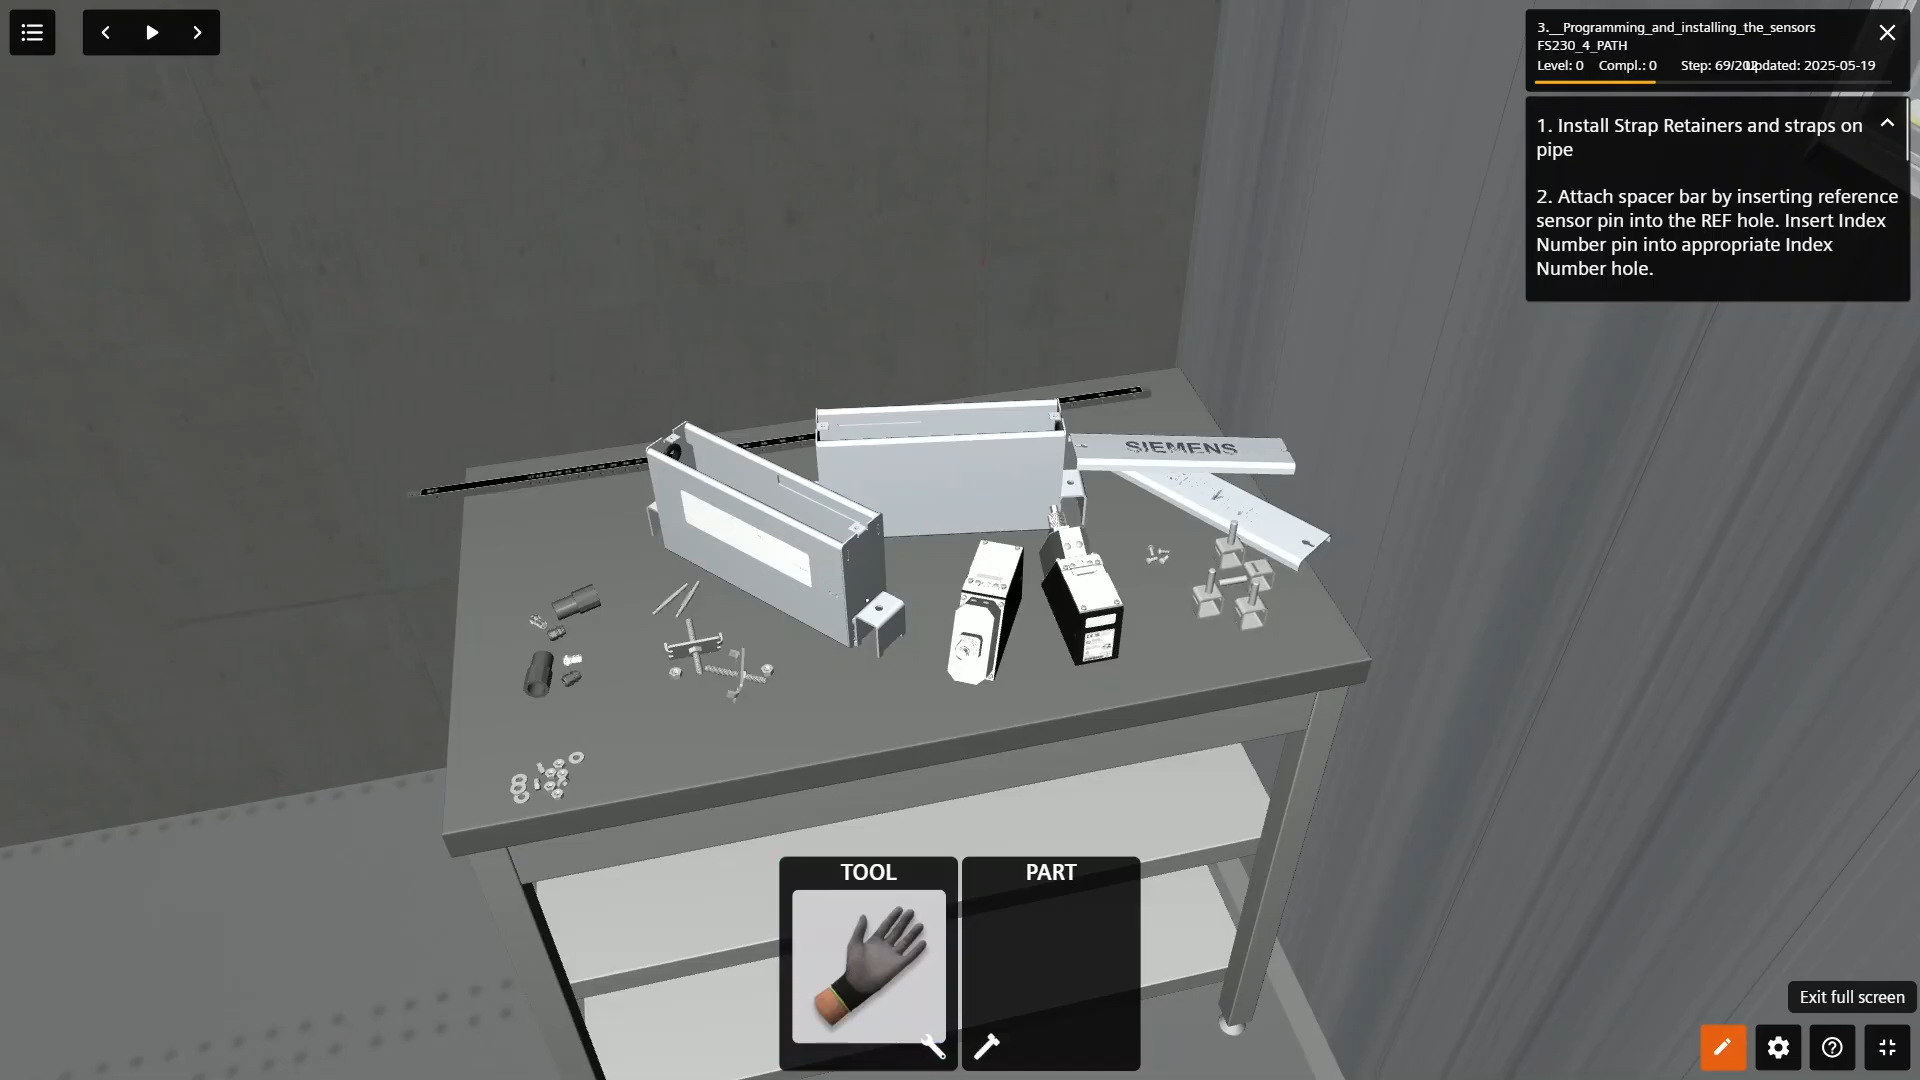 3.__Programming_and_installing_the_sensors
FS230_4_PATH
Level: 0 Compl.: 0 Step: 69/202 Updated: 2025-05-19
1. Install Strap Retainers and straps on
pipe
2. Attach spacer bar by inserting reference
sensor pin into the REF hole. Insert Index
Number pin into appropriate Index
Number hole.
SIEMENS
TOOL
PART
Exit full screen